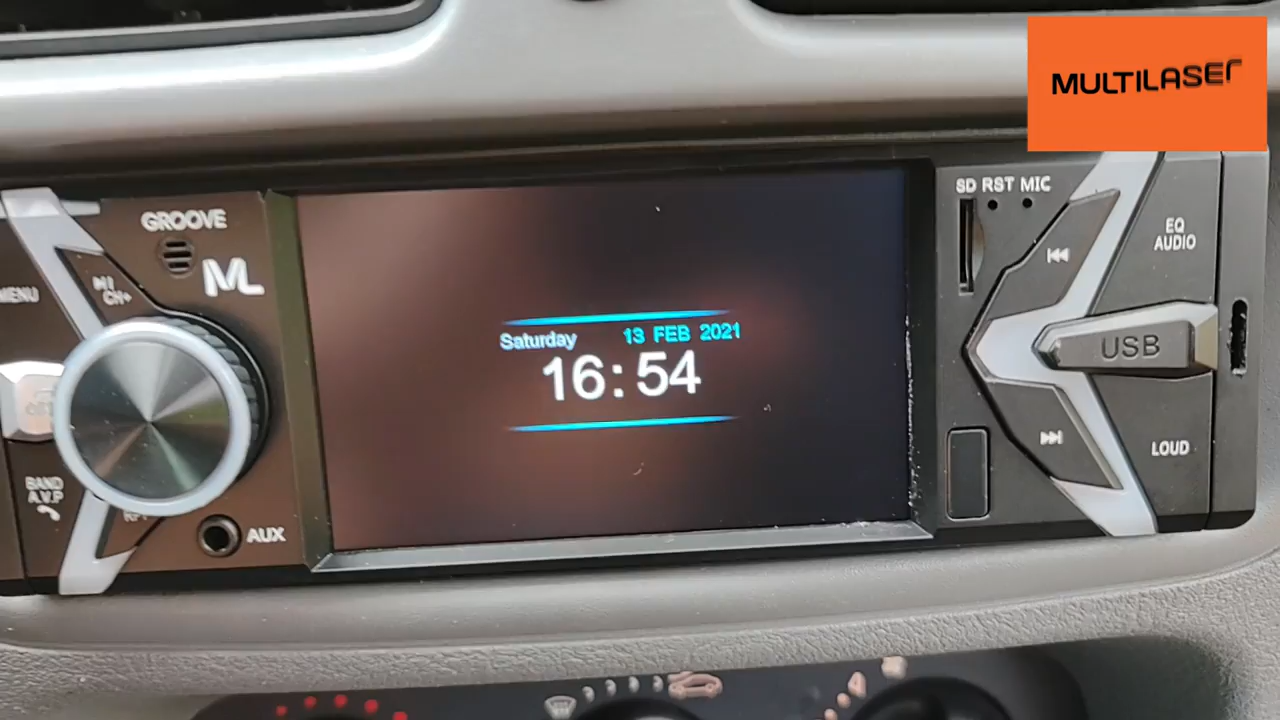 MULTILASER
SD RST MIC
GROOVE
ML
MENU
CH+
EQ
AUDIO
Saturday 13 FEB 2021
16:54
USB
BAND
A.V.P
AUX
LOUD